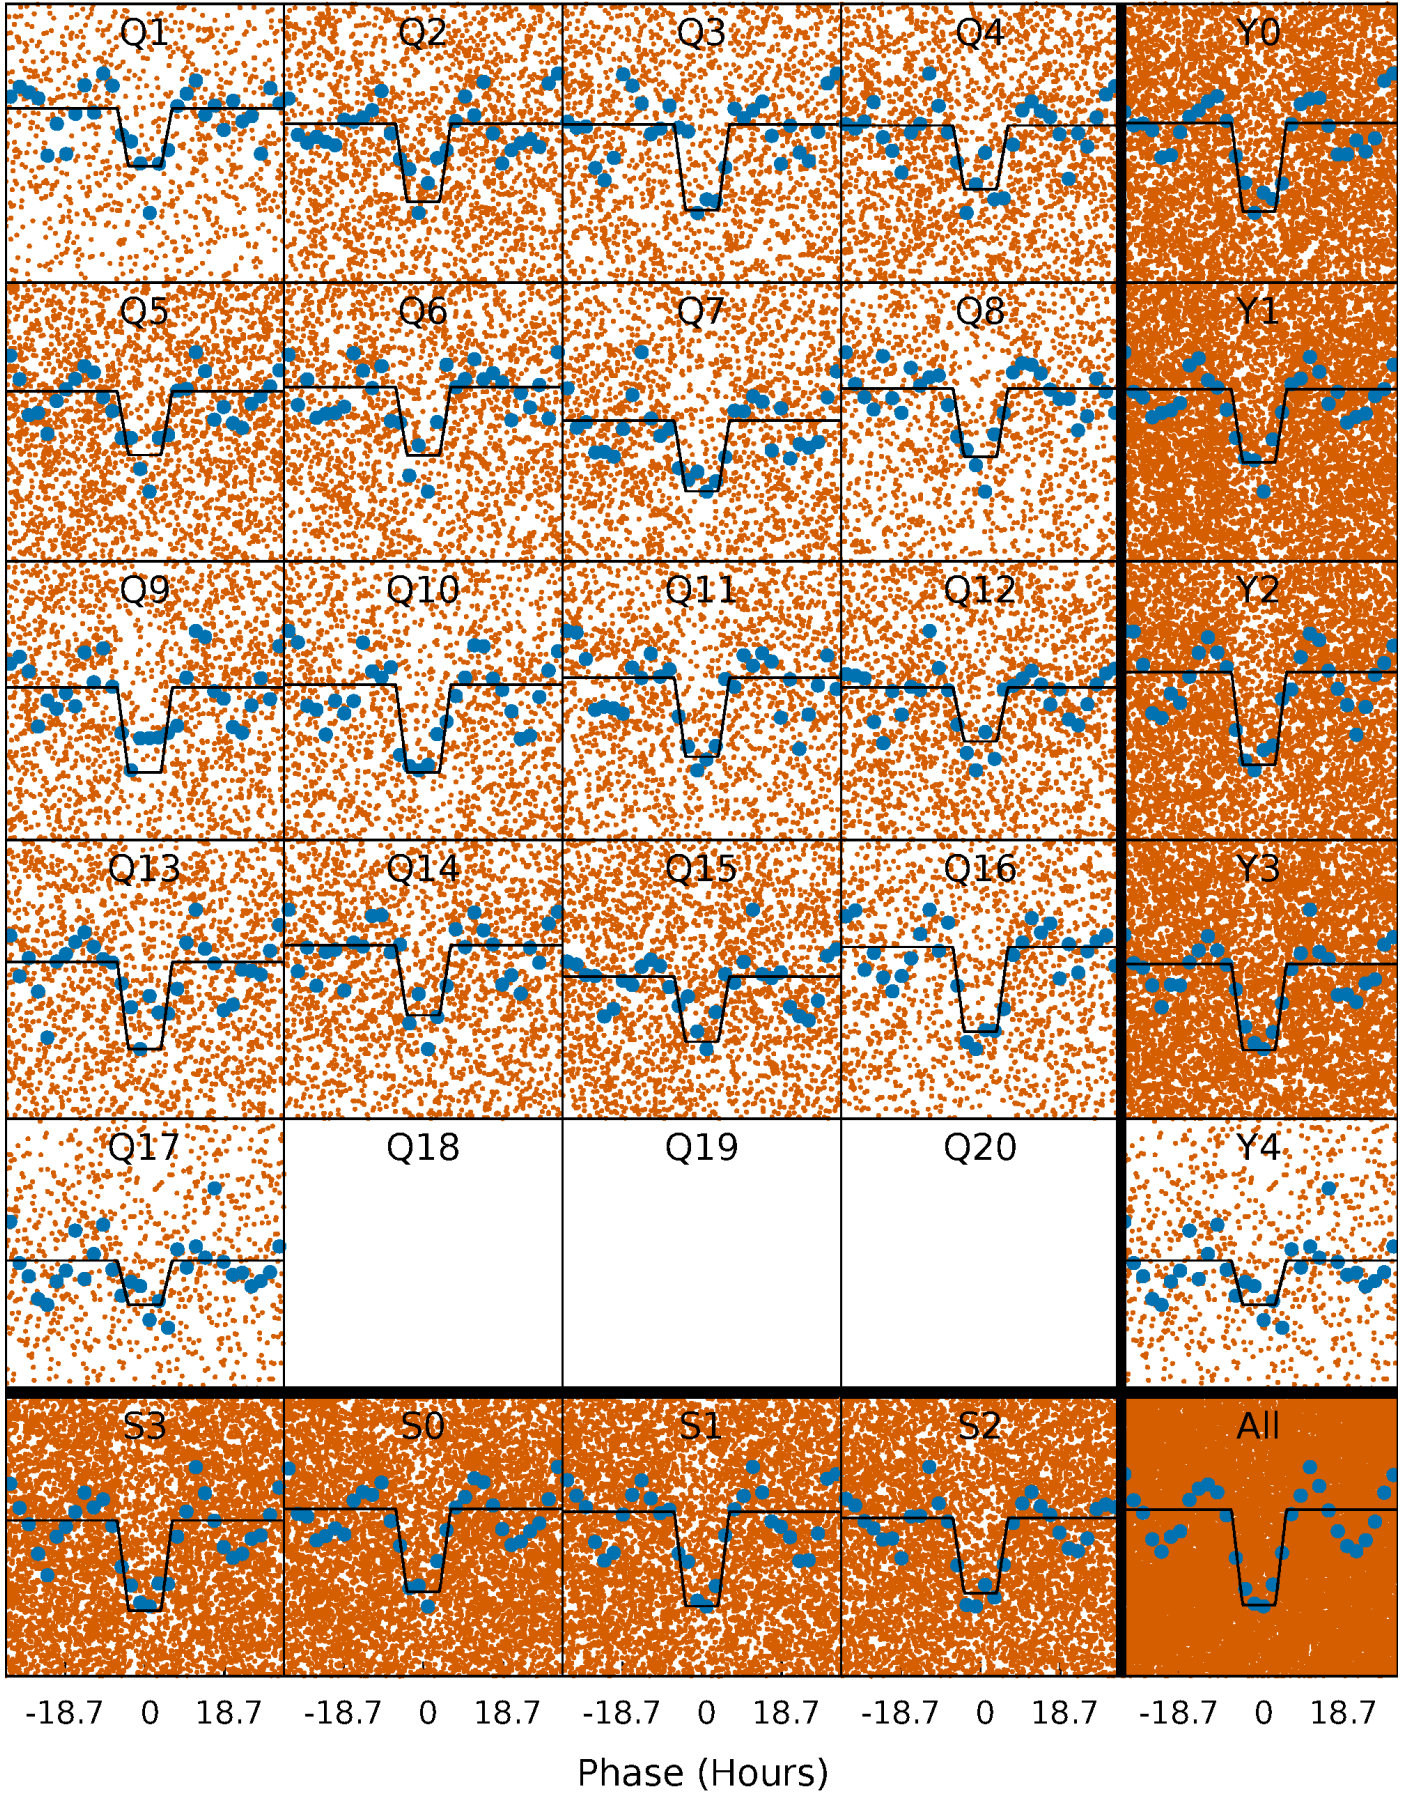 Q1 Q2 Q3 Q4 Y0
Q5 Q6 Q7 Q8 Y1
Q9 Q10 Q11 Q12 Y2
Q13 Q14 Q15 Q16 Y3
Q17 Q18 Q19 Q20 Y4
S3 S0 S1 S2 All
-18.7 0 18.7 -18.7 0 18.7 -18.7 0 18.7 -18.7 0 18.7 -18.7 0 18.7
Phase (Hours)